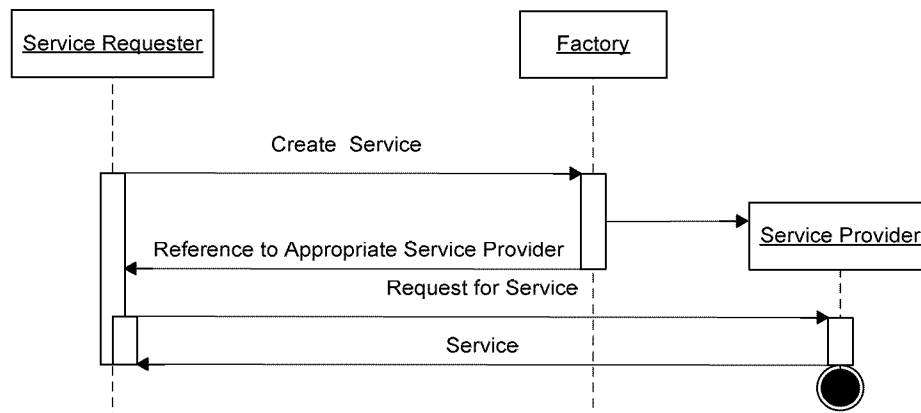 Service Requester
Factory
Create Service
Service Provider
Reference to Appropriate Service Provider
Request for Service
Service